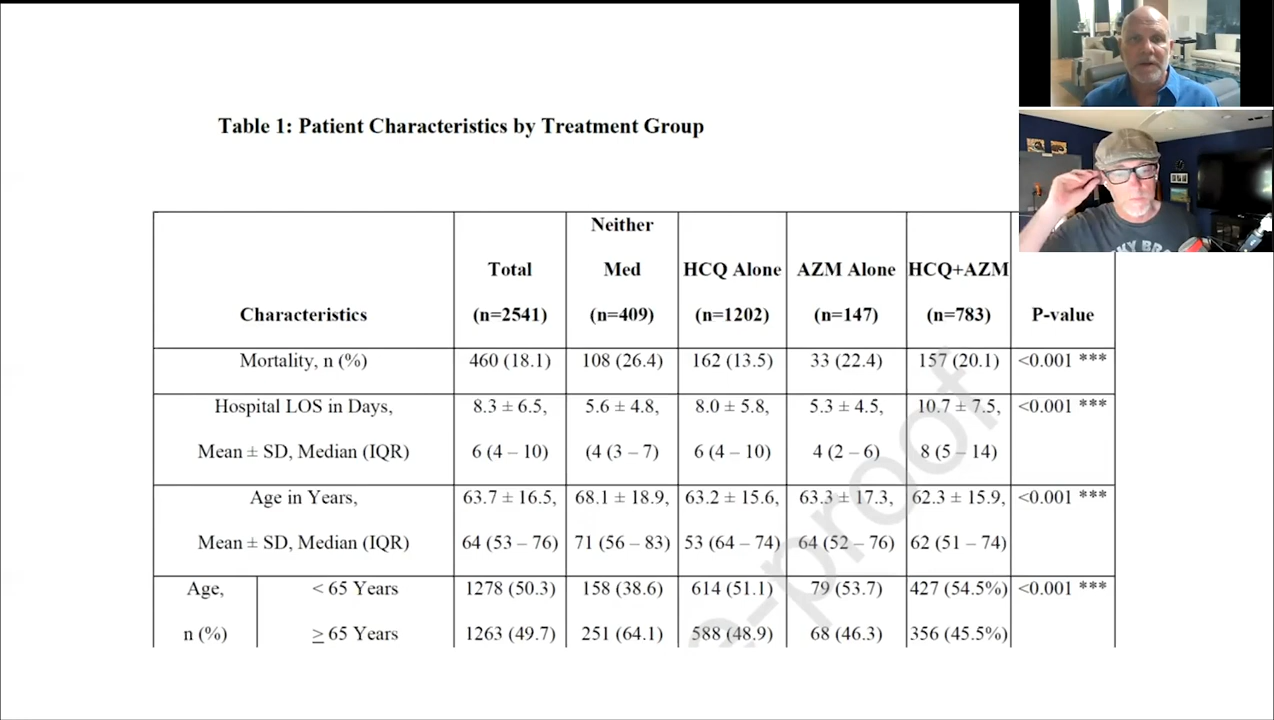 Table 1: Patient Characteristics by Treatment Group
Neither
Total Med HCQ Alone AZM Alone HCQ+AZM
Characteristics (n=2541) (n=409) (n=1202) (n=147) (n=783) P-value
Mortality, n (%) 460 (18.1) 108 (26.4) 162 (13.5) 33 (22.4) 157 (20.1) <0.001 ***
Hospital LOS in Days, 8.3 ± 6.5, 5.6 ± 4.8, 8.0 ± 5.8, 5.3 ± 4.5, 10.7 ± 7.5, <0.001 ***
Mean ± SD, Median (IQR) 6 (4 – 10) (4 (3 – 7) 6 (4 – 10) 4 (2 – 6) 8 (5 – 14)
Age in Years, 63.7 ± 16.5, 68.1 ± 18.9, 63.2 ± 15.6, 63.3 ± 17.3, 62.3 ± 15.9, <0.001 ***
Mean ± SD, Median (IQR) 64 (53 – 76) 71 (56 – 83) 53 (64 – 74) 64 (52 – 76) 62 (51 – 74)
Age, < 65 Years 1278 (50.3) 158 (38.6) 614 (51.1) 79 (53.7) 427 (54.5%) <0.001 ***
n (%) ≥ 65 Years 1263 (49.7) 251 (64.1) 588 (48.9) 68 (46.3) 356 (45.5%)
e-proof